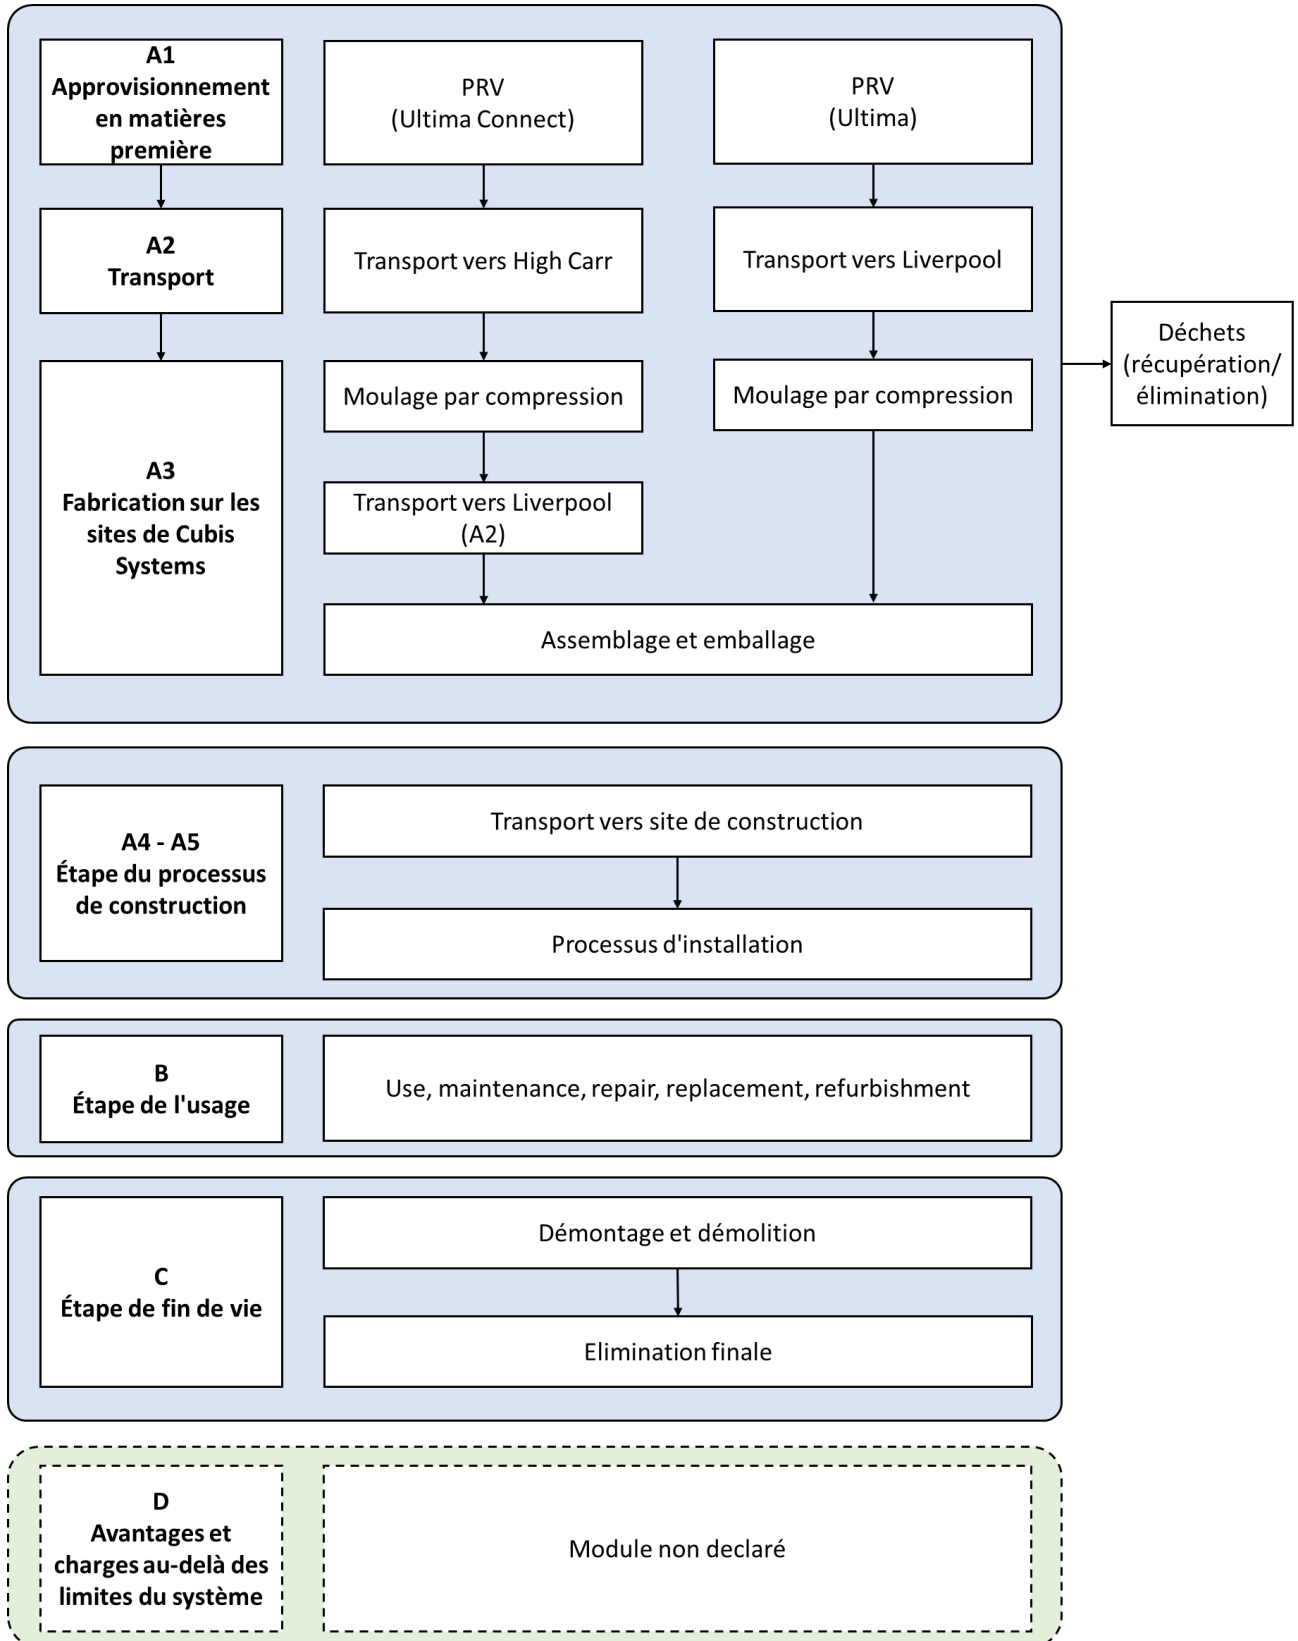 A1
Approvisionnement
en matières
première
PRV
(Ultima Connect)
PRV
(Ultima)
A2
Transport
Transport vers High Carr
Transport vers Liverpool
Déchets
(récupération/
élimination)
A3
Fabrication sur les
sites de Cubis
Systems
Moulage par compression
Moulage par compression
Transport vers Liverpool
(A2)
Assemblage et emballage
A4 - A5
Étape du processus
de construction
Transport vers site de construction
Processus d'installation
B
Étape de l'usage
Use, maintenance, repair, replacement, refurbishment
C
Étape de fin de vie
Démontage et démolition
Elimination finale
D
Avantages et
charges au-delà des
limites du système
Module non declaré